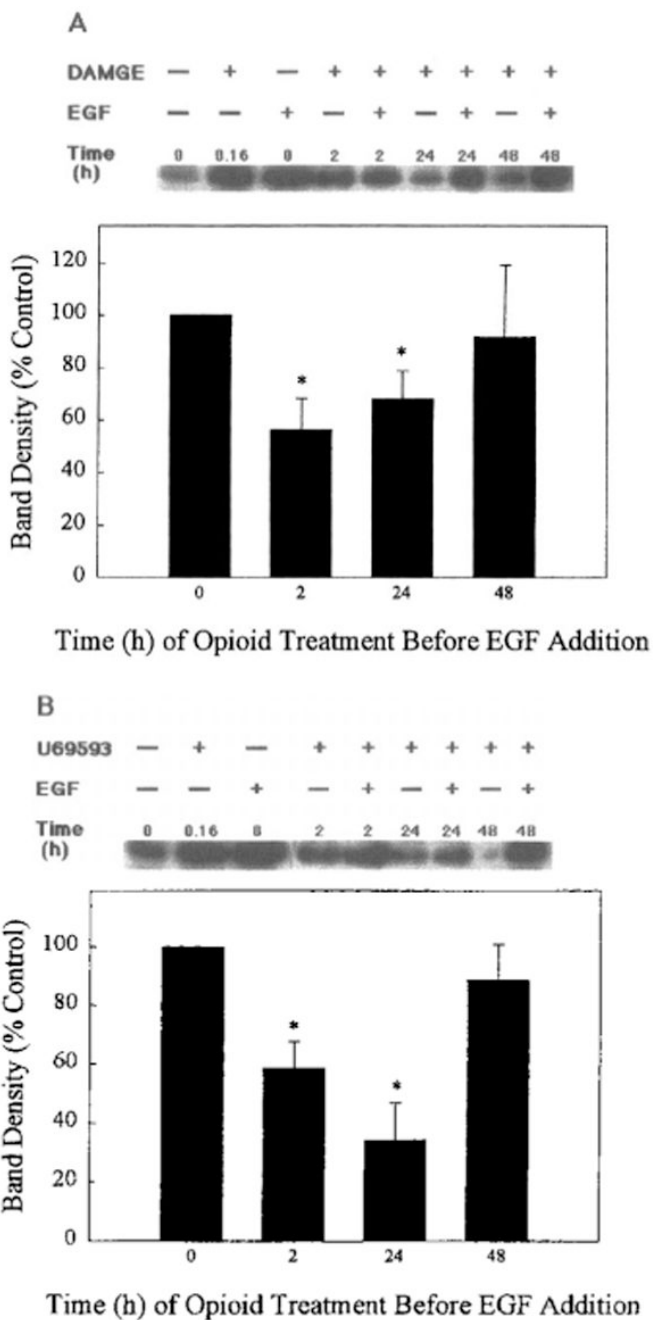 A
DAMGE — + — + + + + + +
EGF — — + — + — + — +
Time 0 0.16 0 2 2 24 24 48 48
(h)
Band Density (% Control)
120
100
80
60
40
20
0
*
*
0 2 24 48
Time (h) of Opioid Treatment Before EGF Addition
B
U69593 — + — + + + + + +
EGF — — + — + — + — +
Time 0 0.16 0 2 2 24 24 48 48
(h)
Band Density (% Control)
100
80
60
40
20
0
*
*
0 2 24 48
Time (h) of Opioid Treatment Before EGF Addition